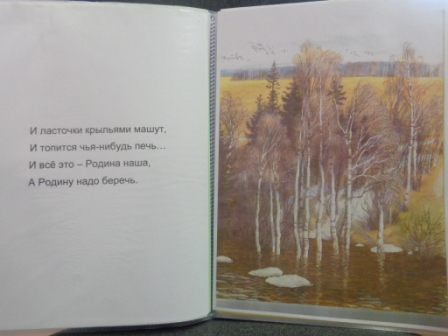 И ласточки крыльями машут,
И топится чья-нибудь печь...
И всё это – Родина наша,
А Родину надо беречь.